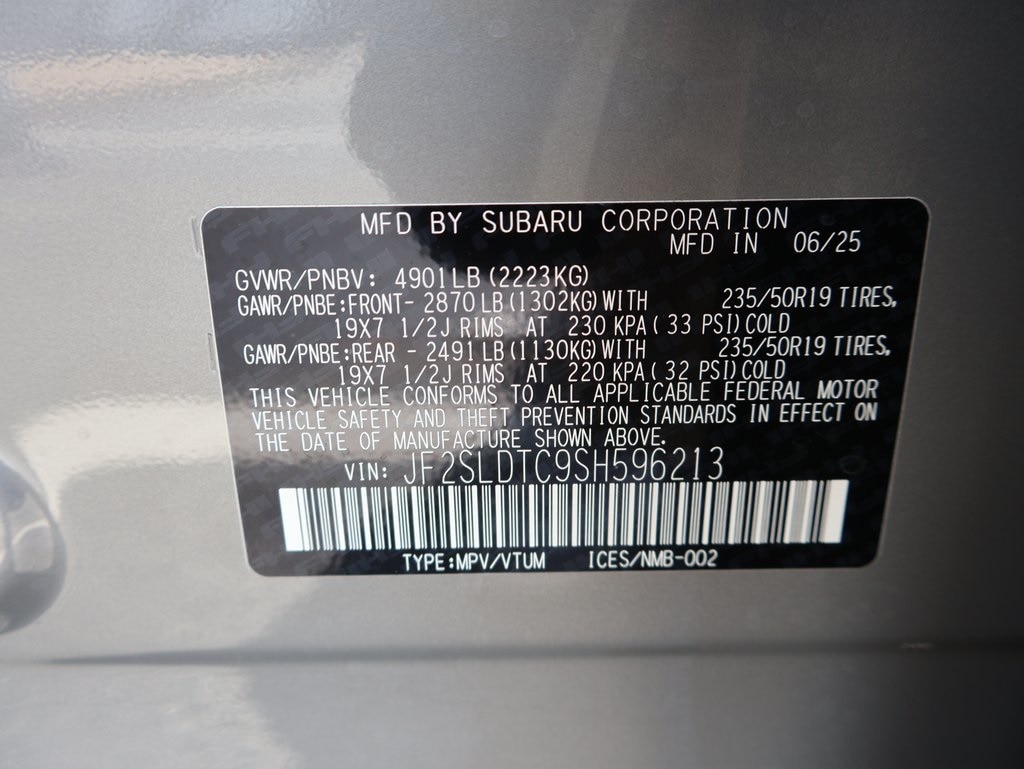 MFD BY SUBARU CORPORATION
MFD IN 06/25
GVWR/PNBV: 4901LB (2223KG)
GAWR/PNBE:FRONT- 2870 LB (1302KG) WITH 235/50R19 TIRES,
19X7 1/2J RIMS AT 230 KPA ( 33 PSI) COLD
GAWR/PNBE:REAR - 2491 LB (1130KG) WITH 235/50R19 TIRES,
19X7 1/2J RIMS AT 220 KPA ( 32 PSI) COLD
THIS VEHICLE CONFORMS TO ALL APPLICABLE FEDERAL MOTOR
VEHICLE SAFETY AND THEFT PREVENTION STANDARDS IN EFFECT ON
THE DATE OF MANUFACTURE SHOWN ABOVE.
VIN: JF2SLDTC9SH596213
TYPE:MPV/VTUM ICES/NMB-002